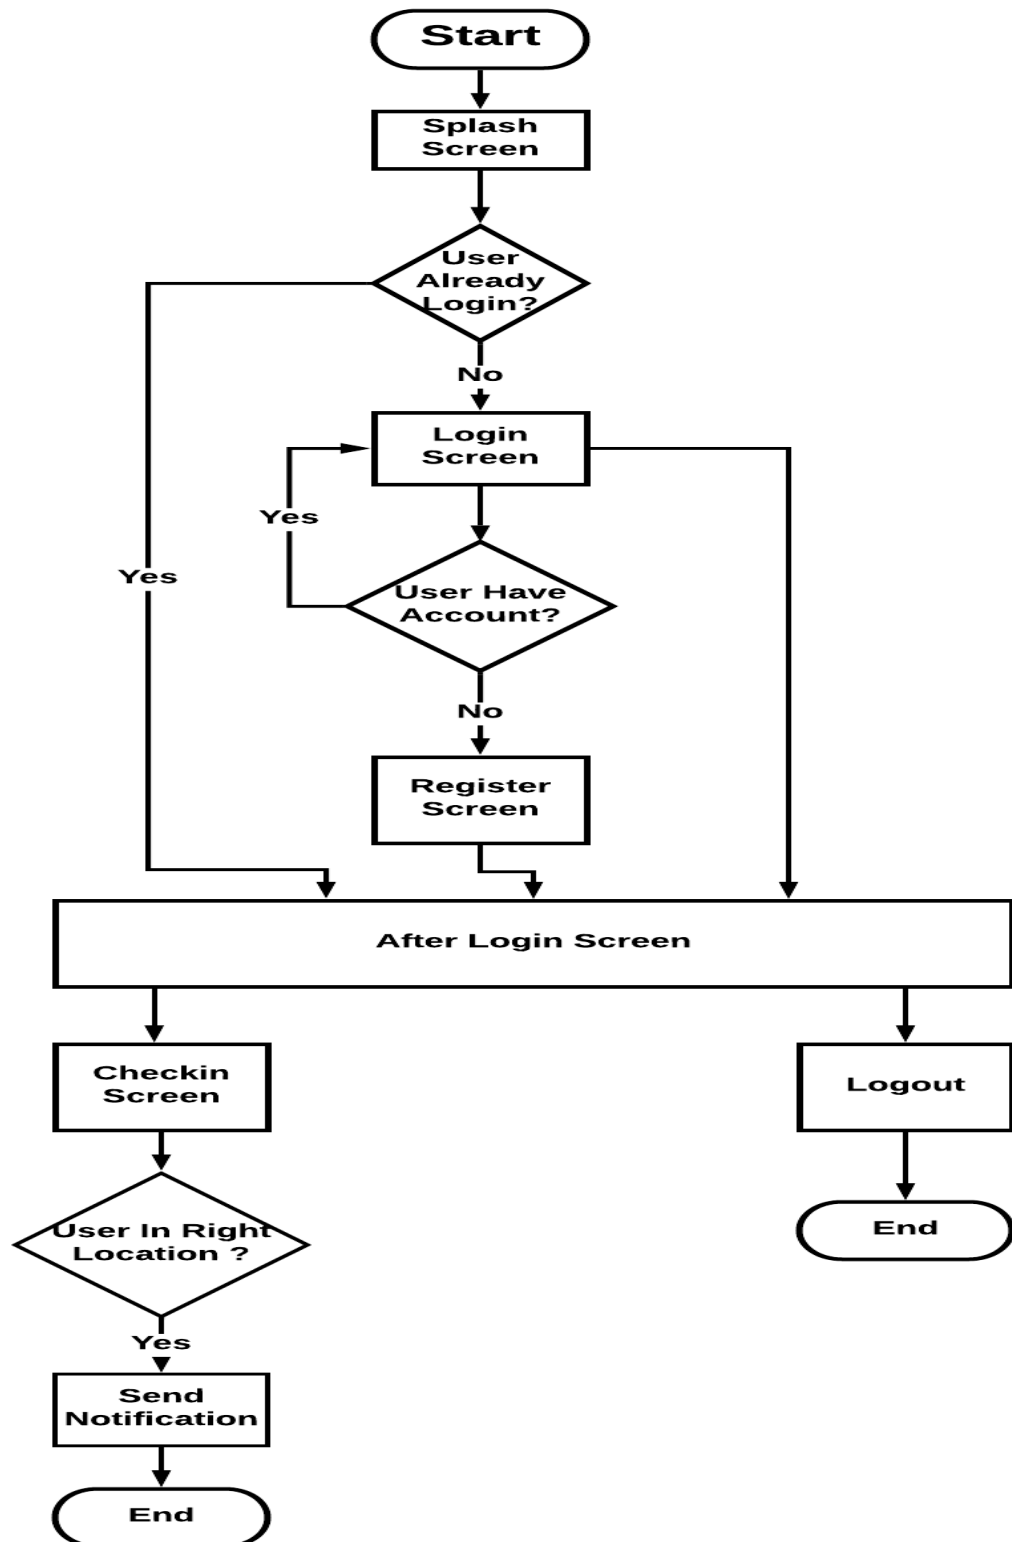 Start
Splash
Screen
User
Already
Login?
No
Login
Screen
Yes
Yes
User Have
Account?
No
Register
Screen
After Login Screen
Checkin
Screen
Logout
User In Right
Location ?
End
Yes
Send
Notification
End